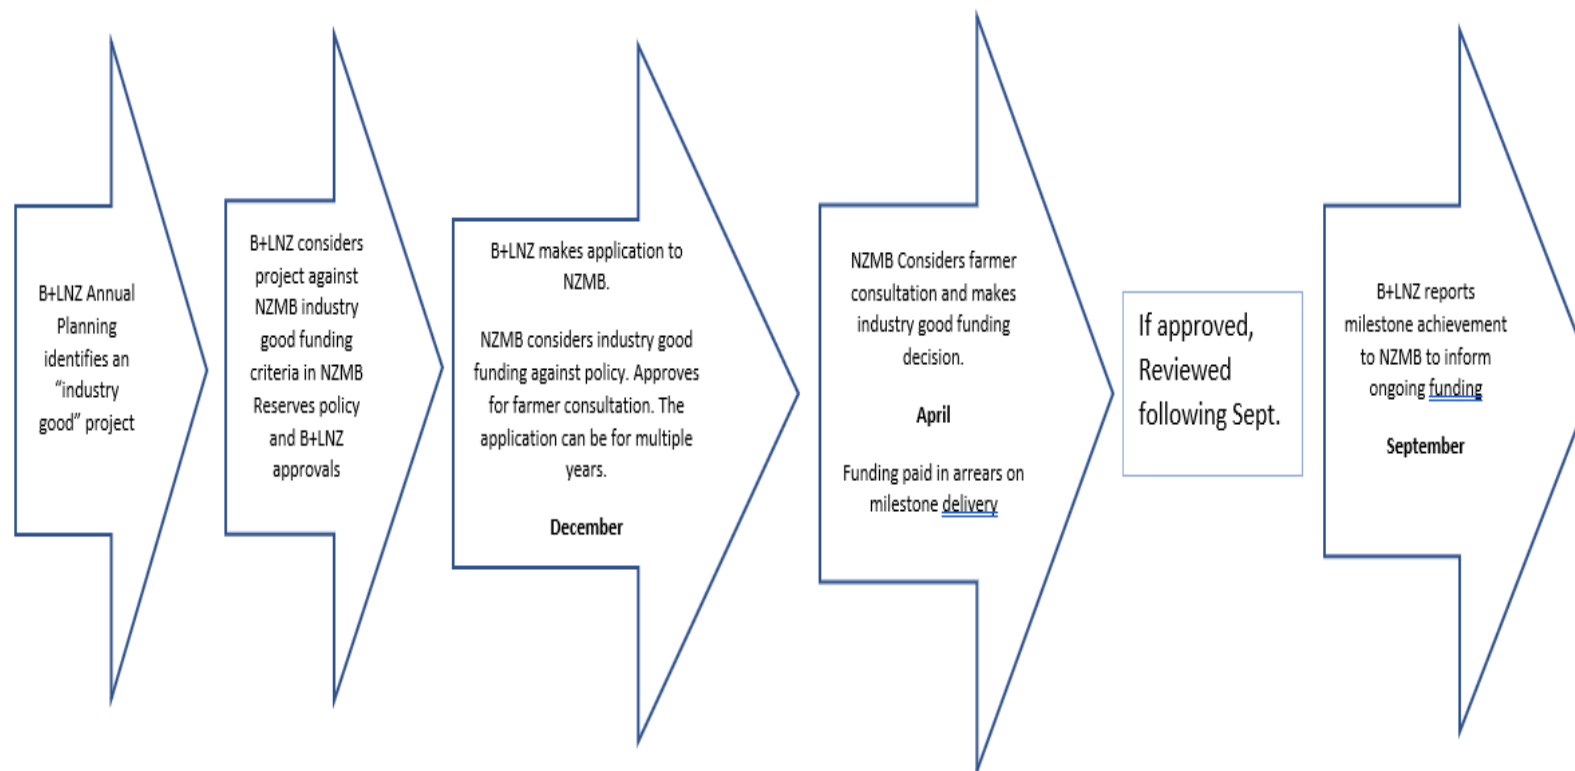 B+LNZ Annual
Planning
identifies an
“industry
good” project
B+LNZ considers
project against
NZMB industry
good funding
criteria in NZMB
Reserves policy
and B+LNZ
approvals
B+LNZ makes application to
NZMB.
NZMB considers industry good
funding against policy. Approves
for farmer consultation. The
application can be for multiple
years.
December
NZMB Considers farmer
consultation and makes
industry good funding
decision.
April
Funding paid in arrears on
milestone delivery
If approved,
Reviewed
following Sept.
B+LNZ reports
milestone achievement
to NZMB to inform
ongoing funding
September